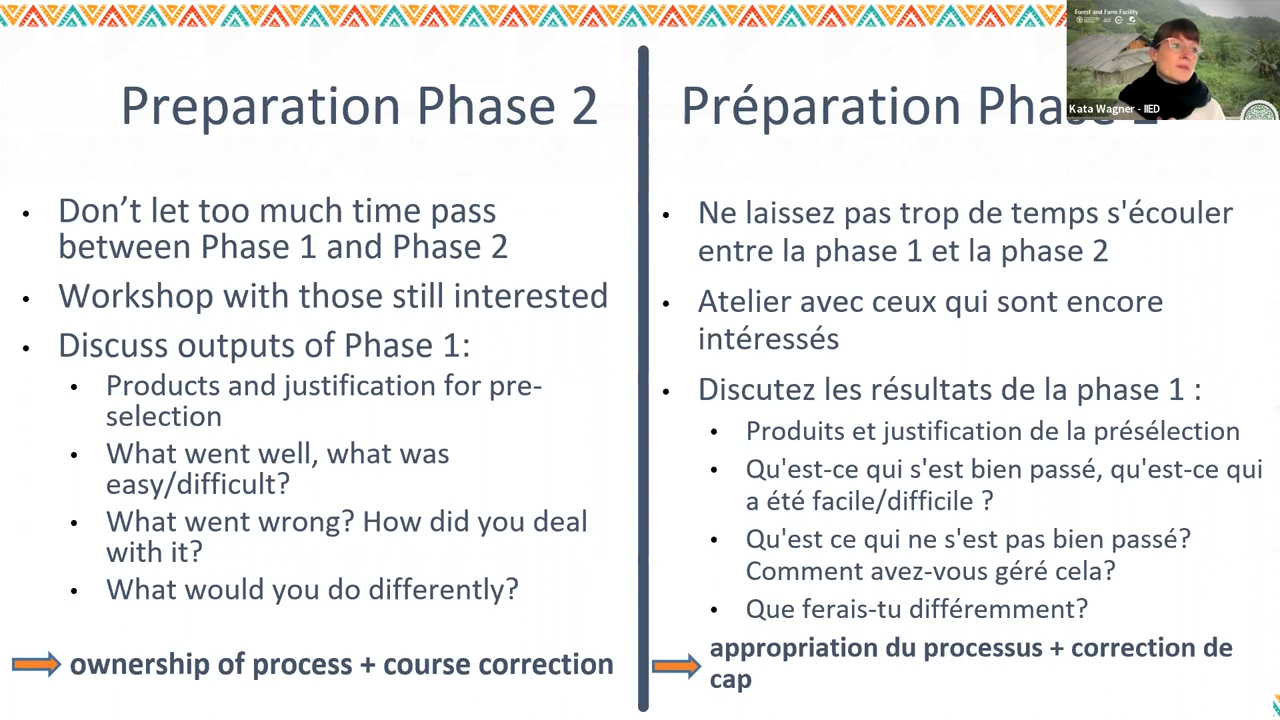 Preparation Phase 2
Don't let too much time pass
between Phase 1 and Phase 2
Workshop with those still interested
Discuss outputs of Phase 1:
Products and justification for pre-
selection
What went well, what was
easy/difficult?
What went wrong? How did you deal
with it?
What would you do differently?
ownership of process + course correction
Préparation Phase
Ne laissez pas trop de temps s'écouler
entre la phase 1 et la phase 2
Atelier avec ceux qui sont encore
intéressés
Discutez les résultats de la phase 1 :
Produits et justification de la présélection
Qu'est-ce qui s'est bien passé, qu'est-ce qui
a été facile/difficile ?
Qu'est ce qui ne s'est pas bien passé?
Comment avez-vous géré cela?
Que ferais-tu différemment?
appropriation du processus + correction de
cap
Forest and Farm Facility
Kata Wagner - IIED